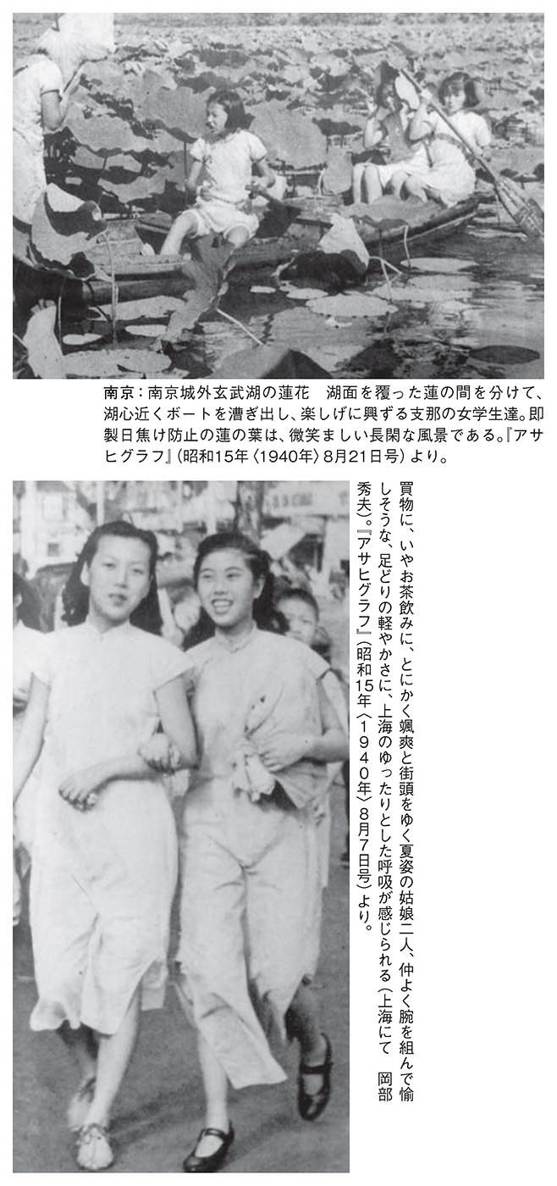 南京：南京城外玄武湖の蓮花　湖面を覆った蓮の間を分けて、
湖心近くボートを漕ぎ出し、楽しげに興ずる支那の女学生達。即
製日焦け防止の蓮の葉は、微笑ましい長閑な風景である。『アサ
ヒグラフ』（昭和15年〈1940年〉8月21日号）より。
買物に、いやお茶飲みに、とにかく颯爽と街頭をゆく夏姿の姑娘二人、仲よく腕を組んで愉
しそうな、足どりの軽やかさに、上海のゆったりとした呼吸が感じられる（上海にて　岡部
秀夫）。『アサヒグラフ』（昭和15年〈1940年〉8月7日号）より。